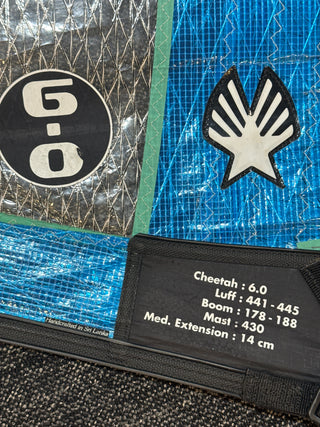 6.0
Handcrafted in Sri Lanka
Cheetah : 6.0
Luff : 441 - 445
Boom : 178 - 188
Mast : 430
Med. Extension : 14 cm